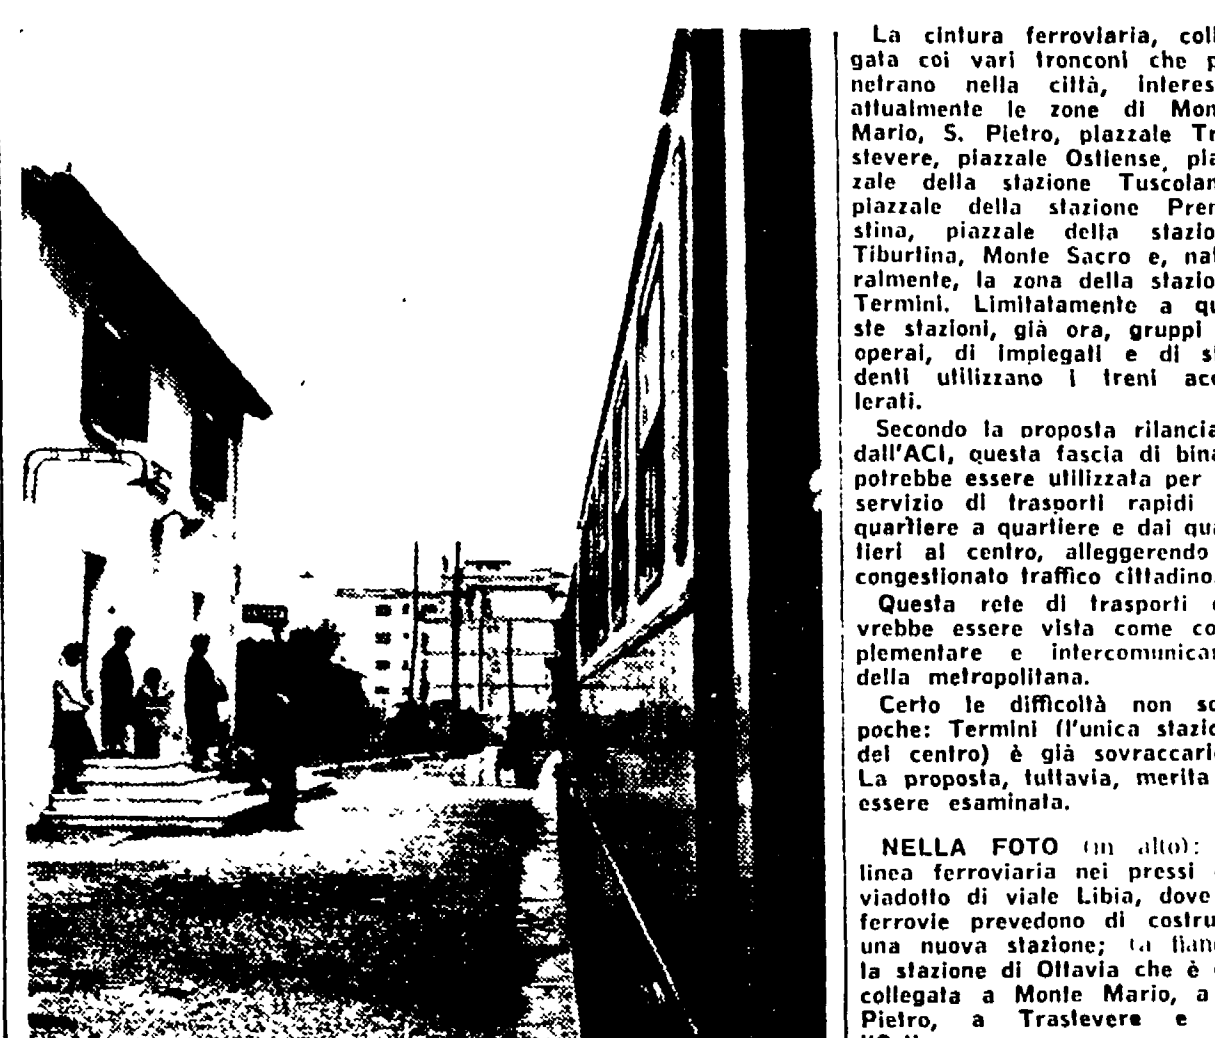 La cintura ferroviaria, coll
gata coi vari tronconi che p
netrano nella città, interes
attualmente le zone di Mon
Mario, S. Pietro, piazzale Tr
stevere, piazzale Ostiense, pia
zale della stazione Tuscolan
piazzale della stazione Pren
stina, piazzale della stazio
Tiburtina, Monte Sacro e, nat
ralmente, la zona della stazio
Termini. Limitatamente a qu
ste stazioni, già ora, gruppi
operai, di impiegati e di st
denti utilizzano i treni acc
lerati.
Secondo la proposta rilancia
dall'ACI, questa fascia di bina
potrebbe essere utilizzata per
servizio di trasporti rapidi
quartiere a quartiere e dai qua
tieri al centro, alleggerendo
congestionato traffico cittadino.
Questa rete di trasporti
vrebbe essere vista come co
plementare e intercomunica
della metropolitana.
Certo le difficoltà non so
poche: Termini (l'unica stazio
del centro) è già sovraccari
La proposta, tuttavia, merita
essere esaminata.
NELLA FOTO (in alto):
linea ferroviaria nei pressi
viadotto di viale Libia, dove
ferrovie prevedono di costru
una nuova stazione; (a fian
la stazione di Ottavia che è
collegata a Monte Mario, a
Pietro, a Trastevere e